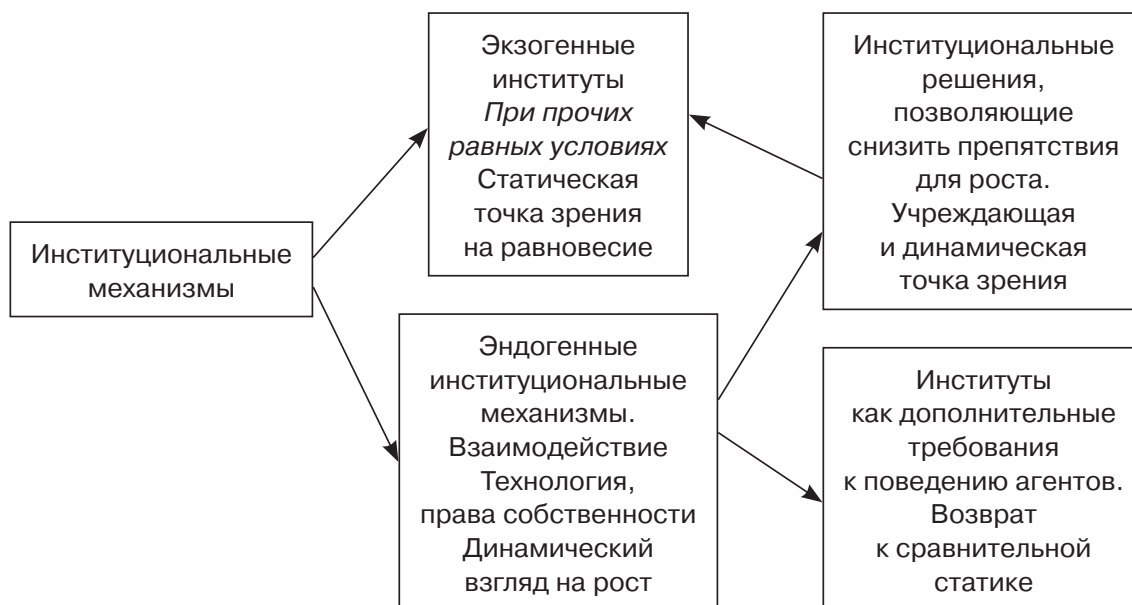 Институциональные
механизмы
Экзогенные
институты
При прочих
равных условиях
Статическая
точка зрения
на равновесие
Эндогенные
институциональные
механизмы.
Взаимодействие
Технология,
права собственности
Динамический
взгляд на рост
Институциональные
решения,
позволяющие
снизить препятствия
для роста.
Учреждающая
и динамическая
точка зрения
Институты
как дополнительные
требования
к поведению агентов.
Возврат
к сравнительной
статике